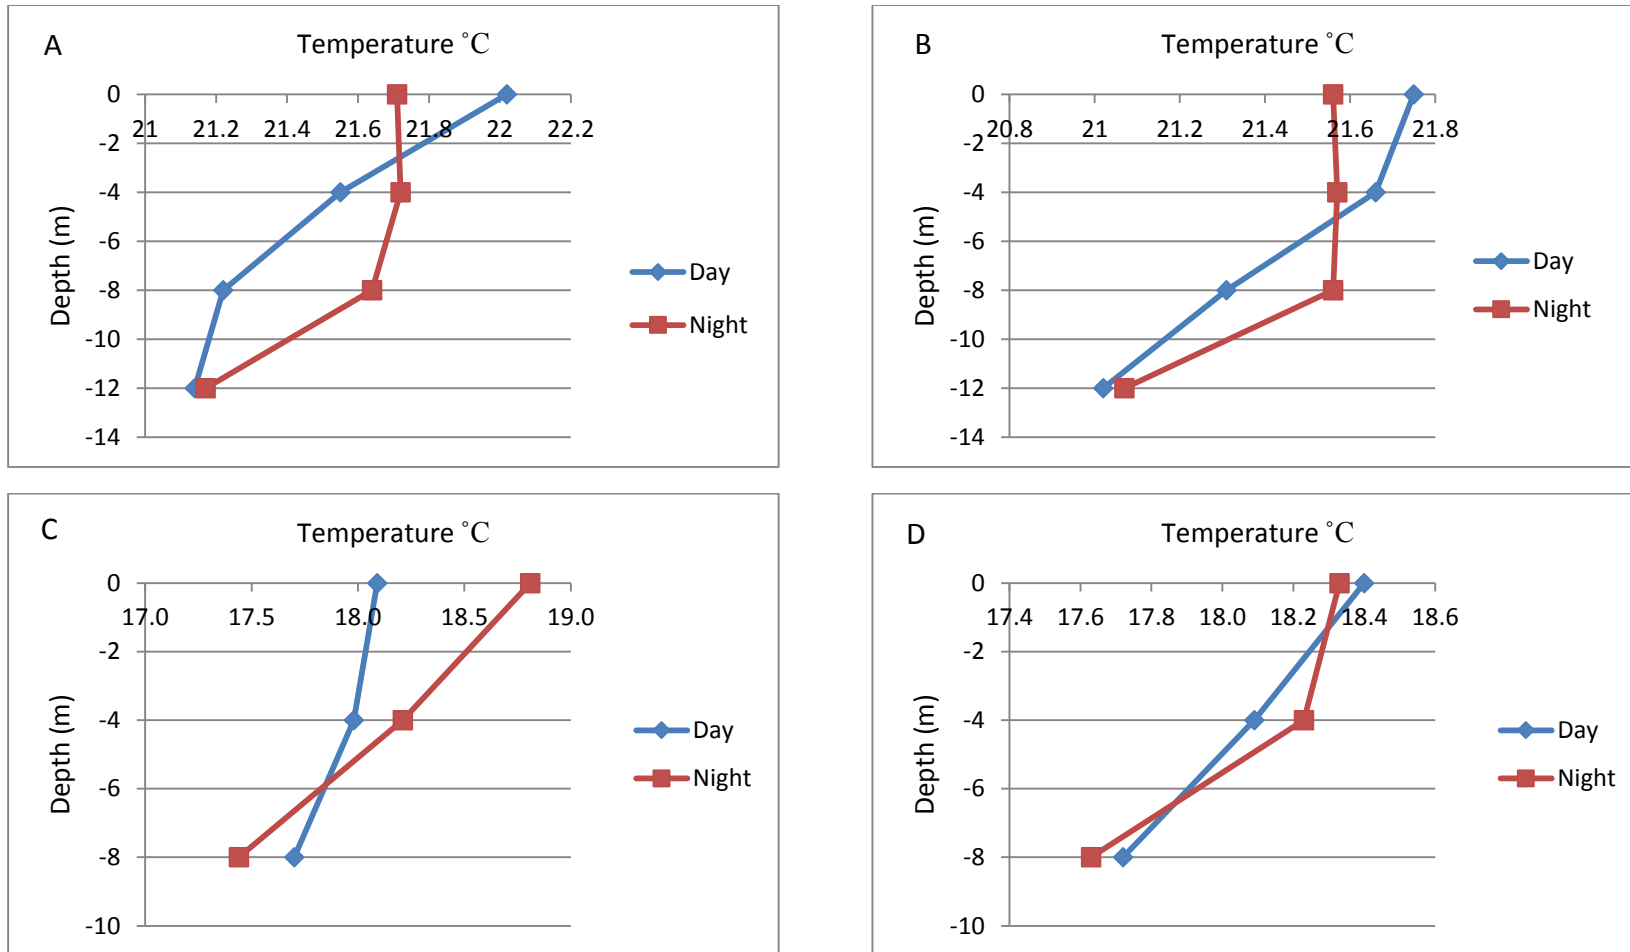 A
Temperature °C
0
21 21.2 21.4 21.6 21.8 22 22.2
-2
-4
-6
-8
-10
-12
-14
Depth (m)
Day
Night
B
Temperature °C
0
20.8 21 21.2 21.4 21.6 21.8
-2
-4
-6
-8
-10
-12
-14
Depth (m)
Day
Night
C
Temperature °C
0
17.0 17.5 18.0 18.5 19.0
-2
-4
-6
-8
-10
Depth (m)
Day
Night
D
Temperature °C
0
17.4 17.6 17.8 18.0 18.2 18.4 18.6
-2
-4
-6
-8
-10
Depth (m)
Day
Night